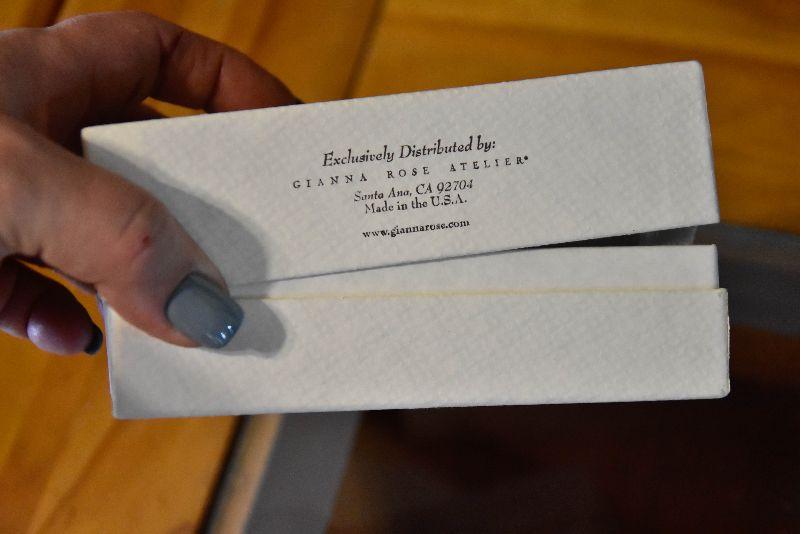 Exclusively Distributed by:
GIANNA ROSE ATELIER®
Santa Ana, CA 92704
Made in the U.S.A.
www.giannarose.com